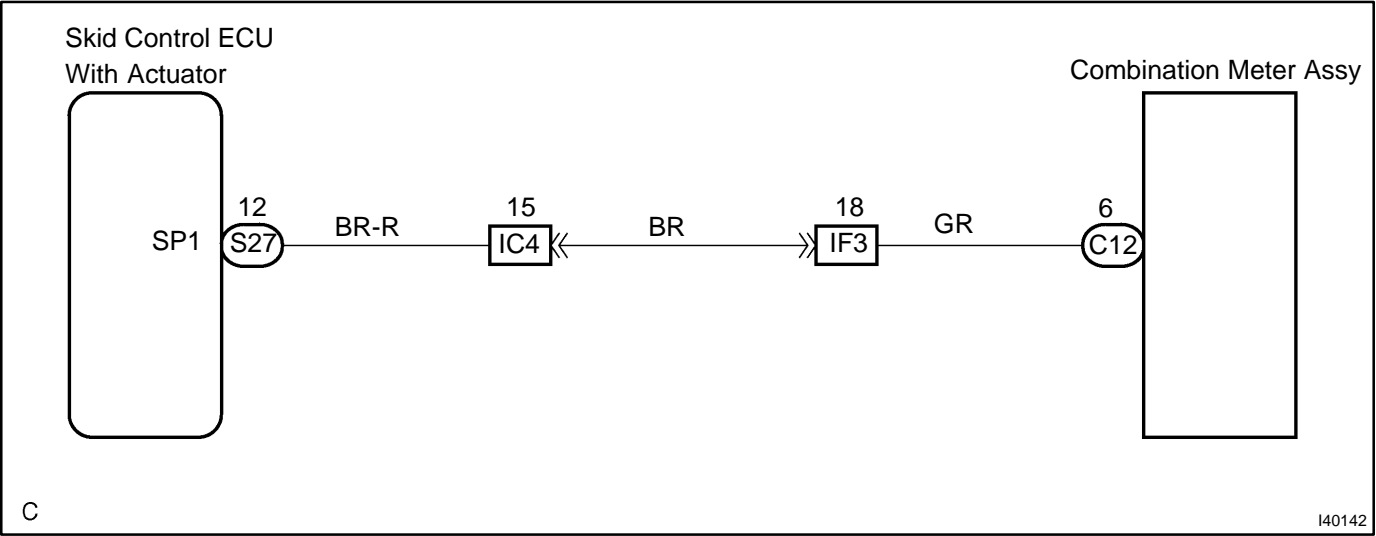 Skid Control ECU
With Actuator
Combination Meter Assy
12
15
18
6
BR-R
BR
GR
SP1
S27
IC4
IF3
C12
C
I40142